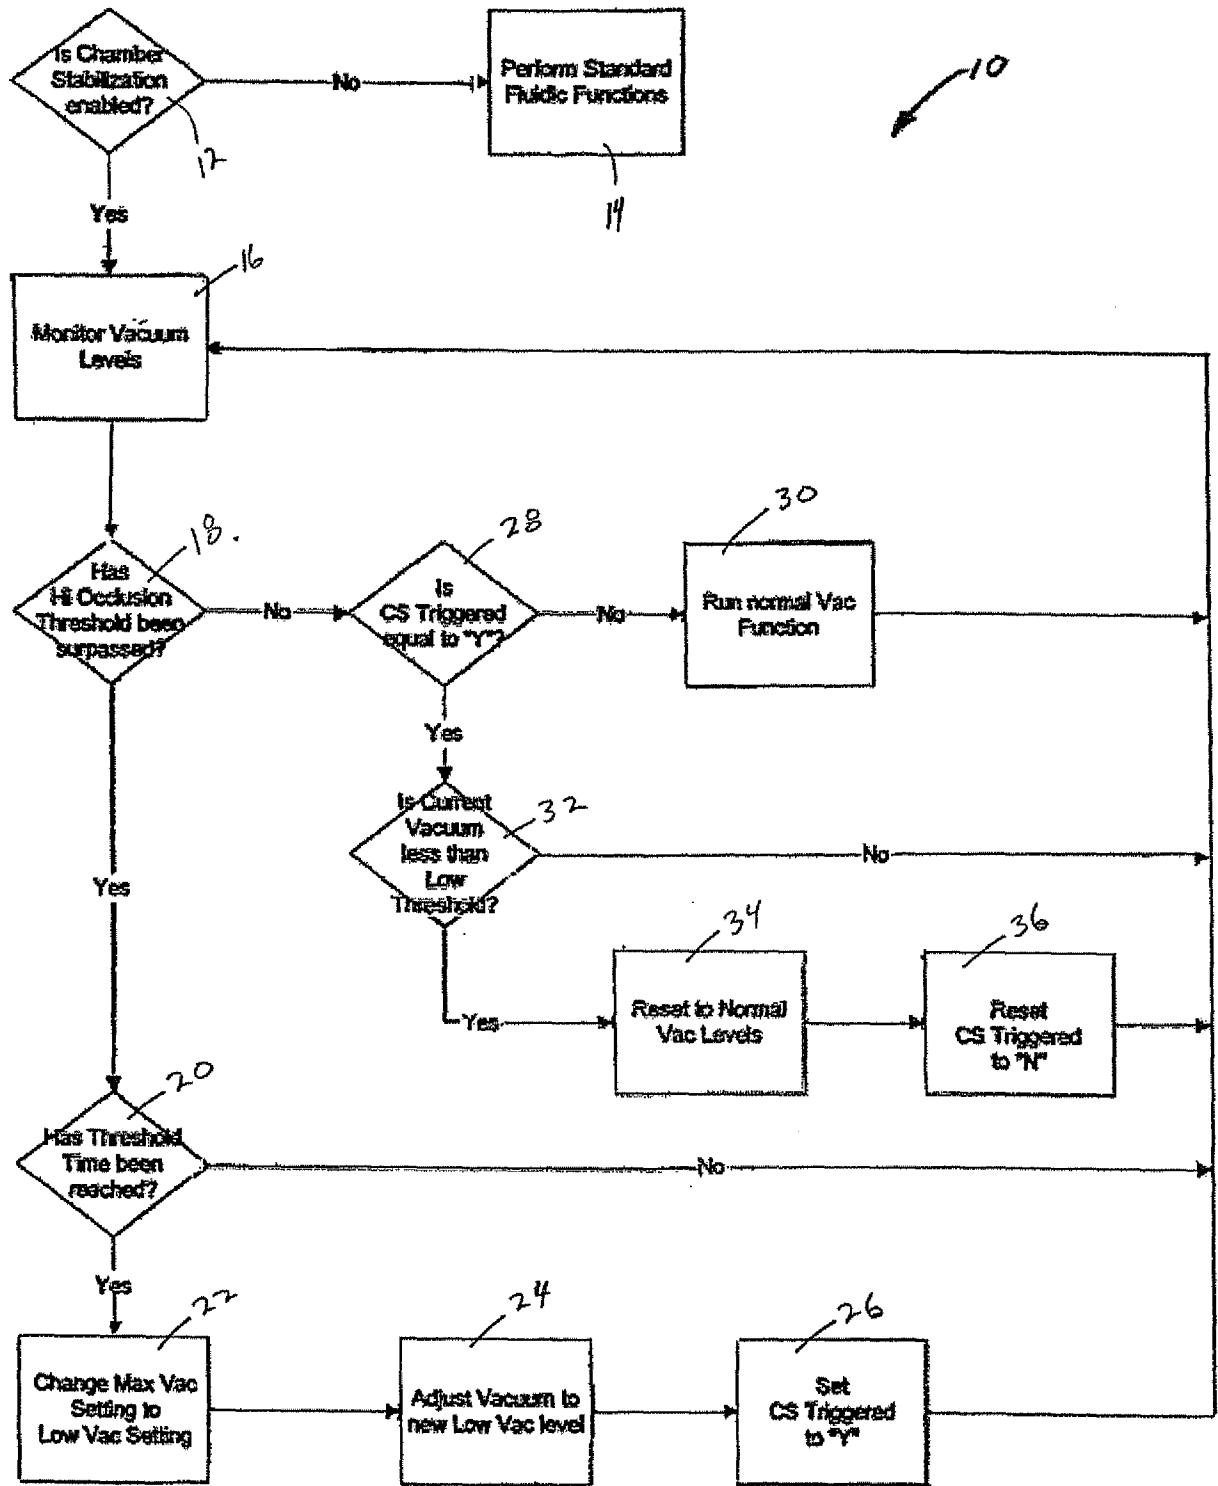 Is Chamber
Stabilization
enabled?
No
Perform Standard
Fluidic Functions
10
12
14
Yes
16
Monitor Vacuum
Levels
18.
28
30
Has
Hi Occlusion
Threshold been
surpassed?
No
Is
CS Triggered
equal to "Y"?
No
Run normal Vac
Function
Yes
Is Current
Vacuum
less than
Low
Threshold?
32
No
Yes
34
36
Yes
Reset to Normal
Vac Levels
Reset
CS Triggered
to "N"
20
Has Threshold
Time been
reached?
No
Yes
22
24
26
Change Max Vac
Setting to
Low Vac Setting
Adjust Vacuum to
new Low Vac level
Set
CS Triggered
to "Y"